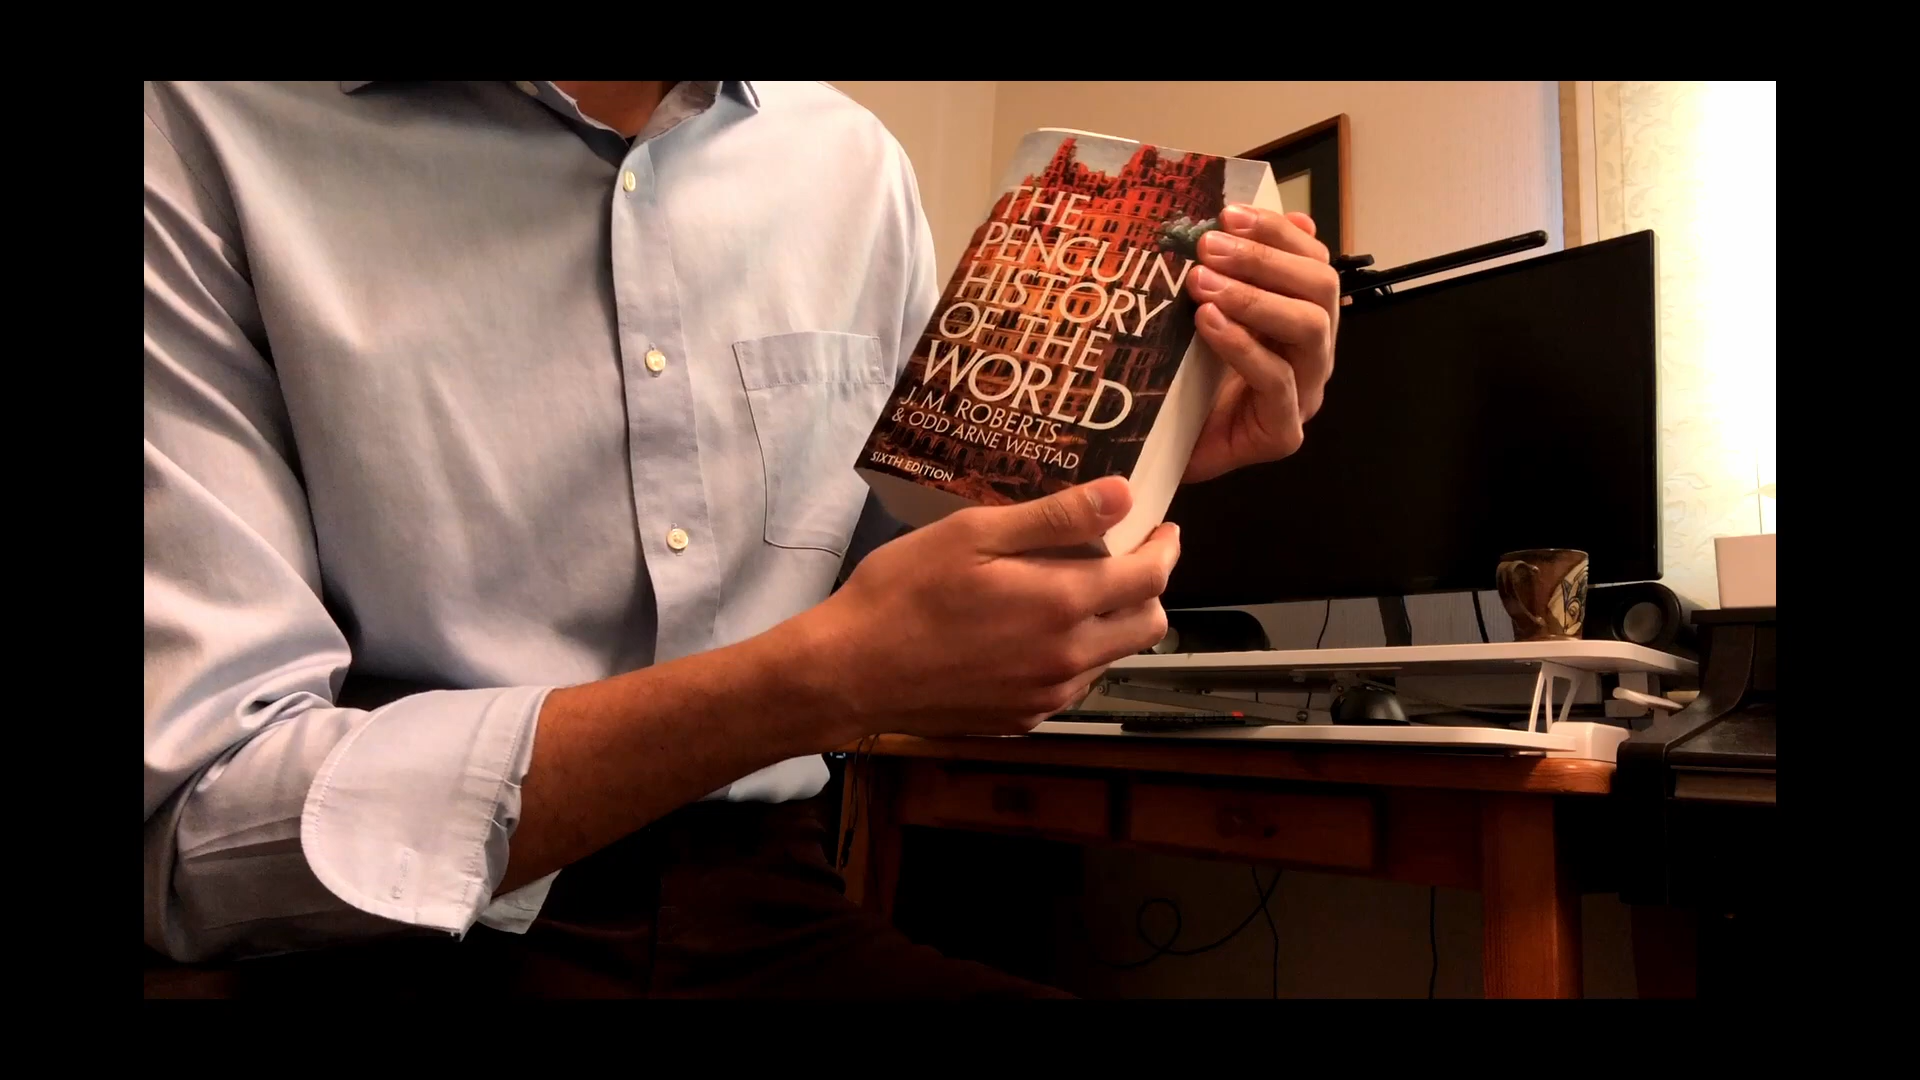 THE
PENGUIN
HISTORY
OF THE
WORLD
J. M. ROBERTS
& ODD ARNE WESTAD
SIXTH EDITION